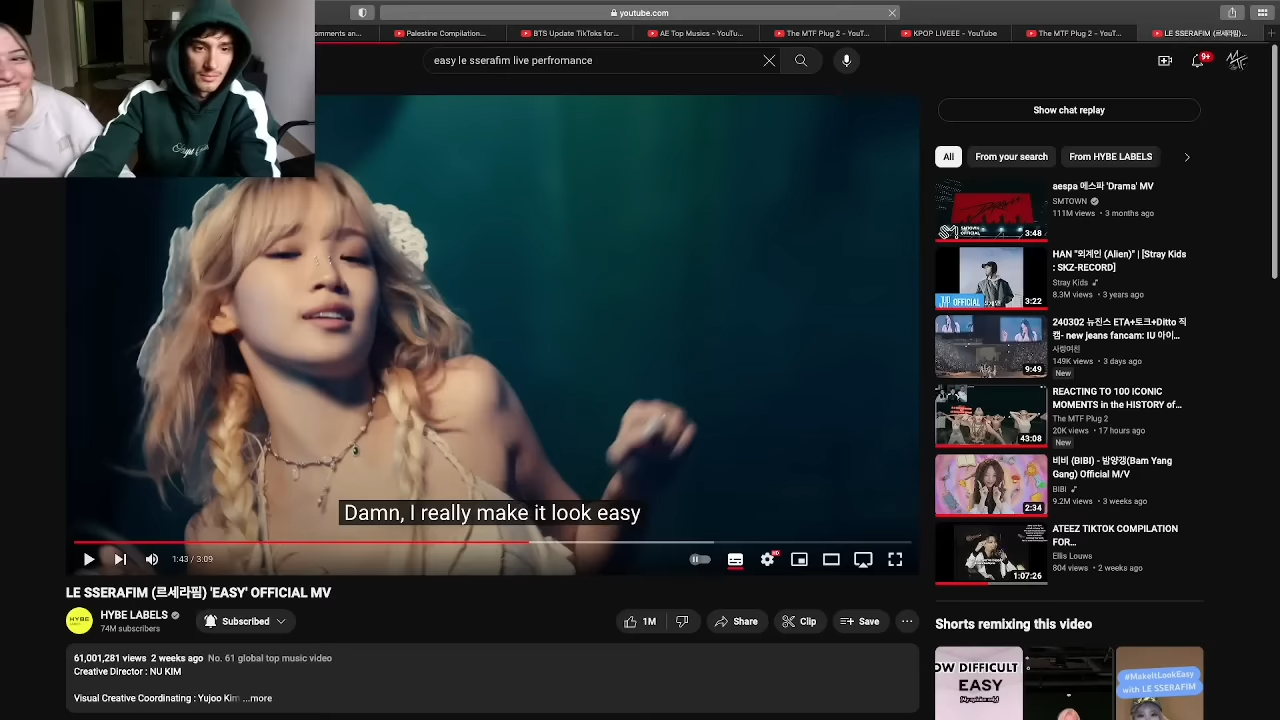 youtube.com
omments an...
Palestine Compilation...
BTS Update TikToks for...
AE Top Musics - YouTu...
The MTF Plug 2 - YouT...
KPOP LIVEEE - YouTube
The MTF Plug 2 - YouT...
LE SSERAFIM (르세라핌)...
easy le sserafim live perfromance
9+
Show chat replay
All
From your search
From HYBE LABELS
aespa 에스파 'Drama' MV
SMTOWN
111M views • 3 months ago
3:48
HAN "외계인 (Alien)" | [Stray Kids
: SKZ-RECORD]
Stray Kids
8.3M views • 3 years ago
OFFICIAL
3:22
240302 뉴진스 ETA+토크+Ditto 직
캠- new jeans fancam: IU 아이...
사랑여친
149K views • 3 days ago
New
9:49
REACTING TO 100 ICONIC
MOMENTS in the HISTORY of...
The MTF Plug 2
20K views • 17 hours ago
New
43:08
비비 (BIBI) - 밤양갱(Bam Yang
Gang) Official M/V
BIBI
9.2M views • 3 weeks ago
2:34
ATEEZ TIKTOK COMPILATION
FOR...
Ellis Louws
804 views • 2 weeks ago
1:07:26
Damn, I really make it look easy
1:43 / 3:09
HD
LE SSERAFIM (르세라핌) 'EASY' OFFICIAL MV
HYBE
HYBE LABELS
74M subscribers
Subscribed
1M
Share
Clip
Save
61,001,281 views 2 weeks ago No. 61 global top music video
Creative Director : NU KIM
Visual Creative Coordinating : Yujoo Kim ...more
Shorts remixing this video
OW DIFFICULT
EASY
#MakeItLookEasy
with LE SSERAFIM